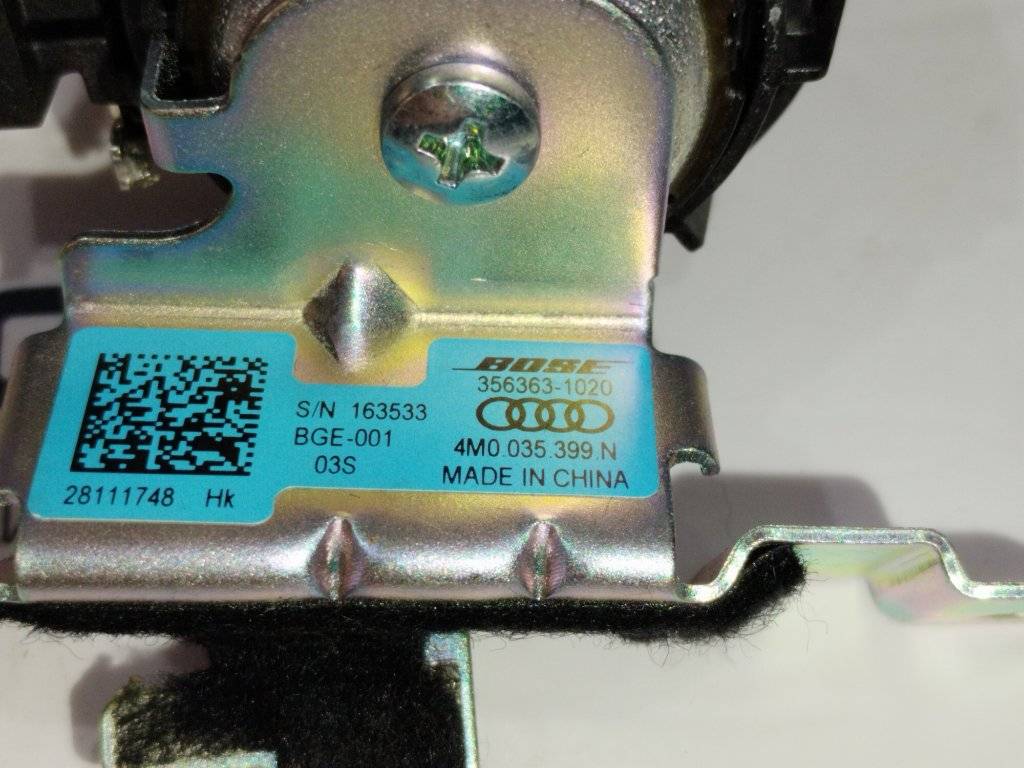 BOSE
356363-1020
4M0.035.399.N
MADE IN CHINA
S/N 163533
BGE-001
03S
28111748 Hk